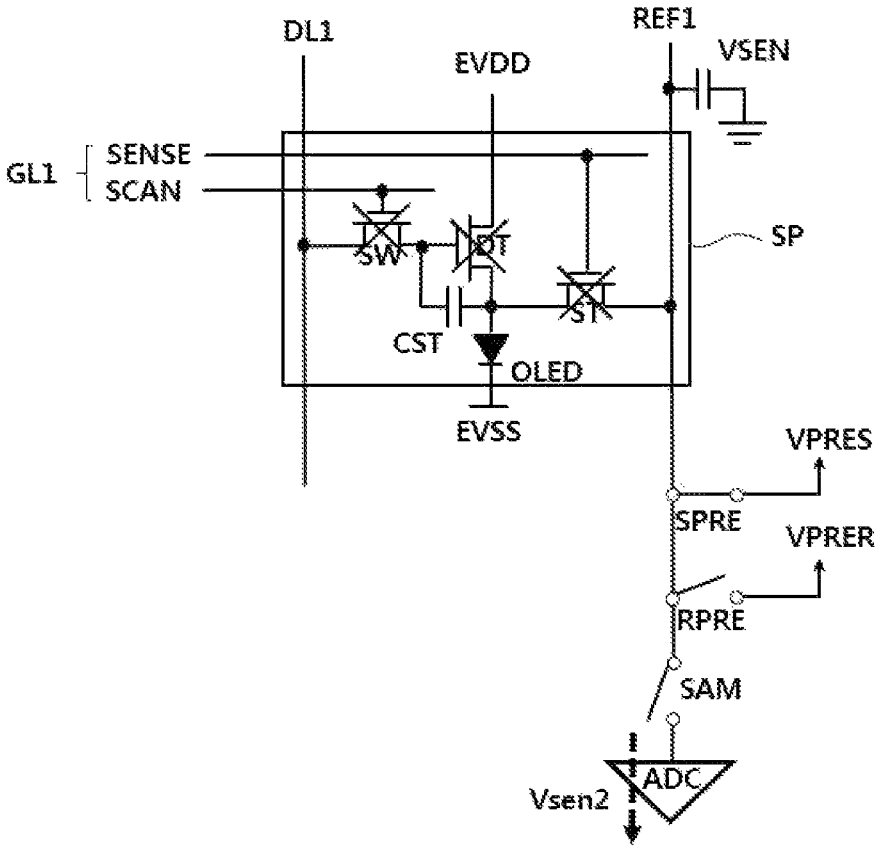 DL1
REF1
EVDD
VSEN
GL1
SENSE
SCAN
SW
DT
SP
ST
CST
OLED
EVSS
VPRES
SPRE
VPRER
RPRE
SAM
ADC
Vsen2